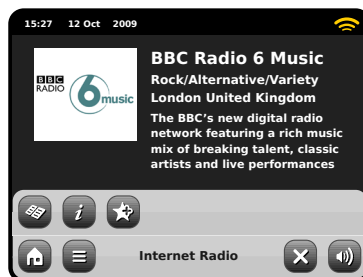 15:27 12 Oct 2009
BBC Radio 6 Music
BBC
RADIO 6 music
Rock/Alternative/Variety
London United Kingdom
The BBC's new digital radio
network featuring a rich music
mix of breaking talent, classic
artists and live performances
i
Internet Radio